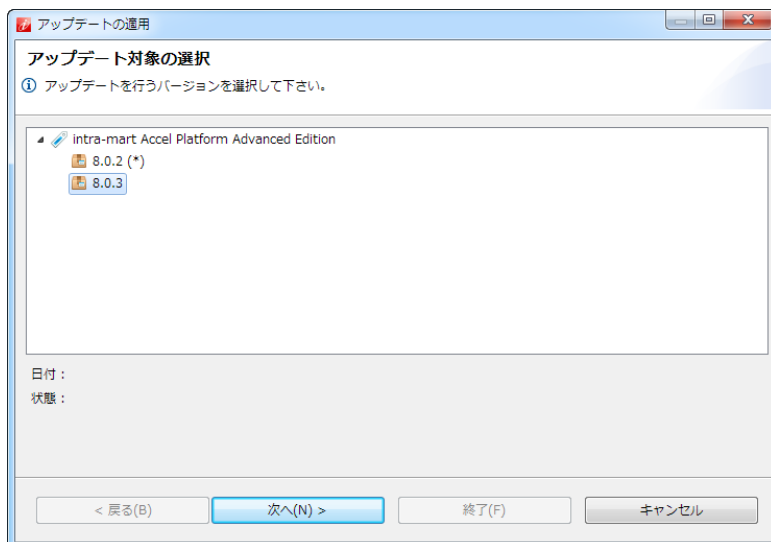 アップデートの適用
アップデート対象の選択
アップデートを行うバージョンを選択して下さい。
intra-mart Accel Platform Advanced Edition
8.0.2 (*)
8.0.3
日付：
状態：
< 戻る(B)
次へ(N) >
終了(F)
キャンセル